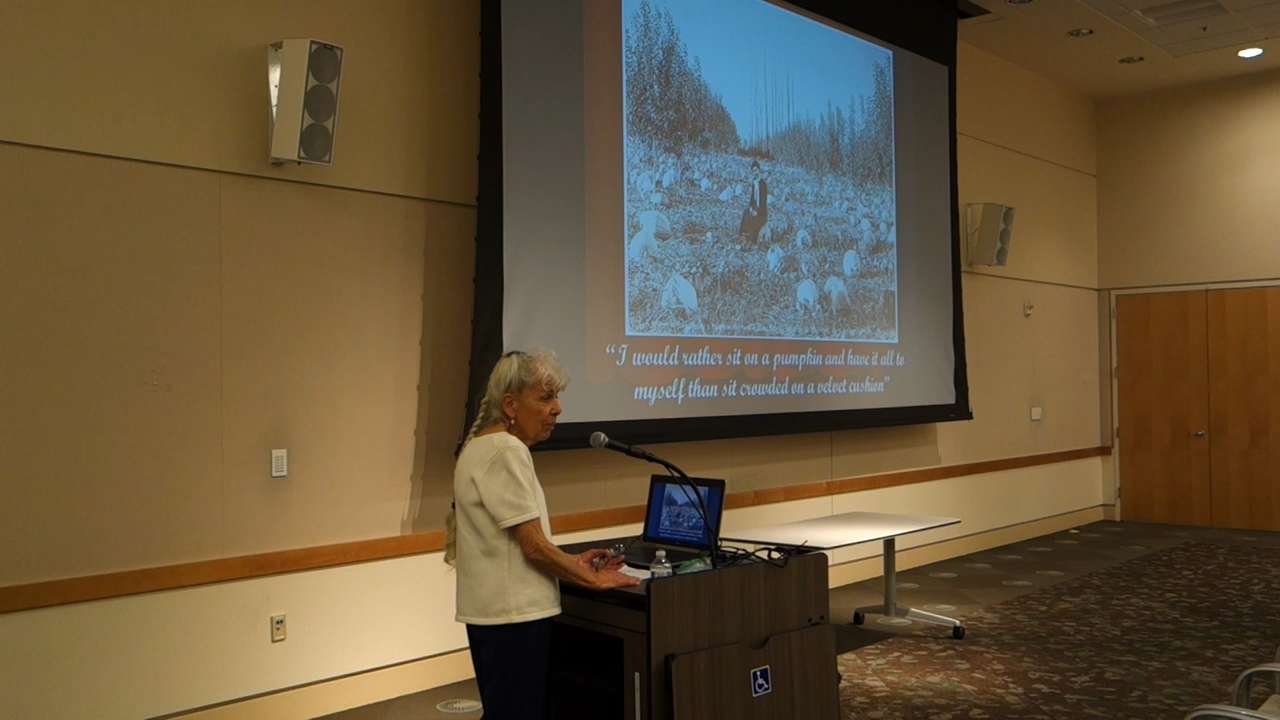 “I would rather sit on a pumpkin and have it all to
myself than sit crowded on a velvet cushion”